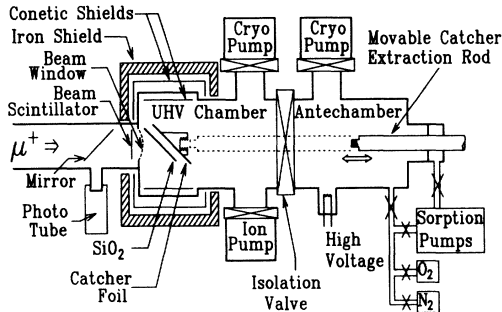 Conetic Shields
Iron Shield
Beam
Window
Beam
Scintillator
Cryo
Pump
Cryo
Pump
Movable Catcher
Extraction Rod
UHV Chamber
Antechamber
μ+ ⇒
Mirror
Photo
Tube
SiO2
Catcher
Foil
Ion
Pump
Isolation
Valve
High
Voltage
Sorption
Pumps
O2
N2